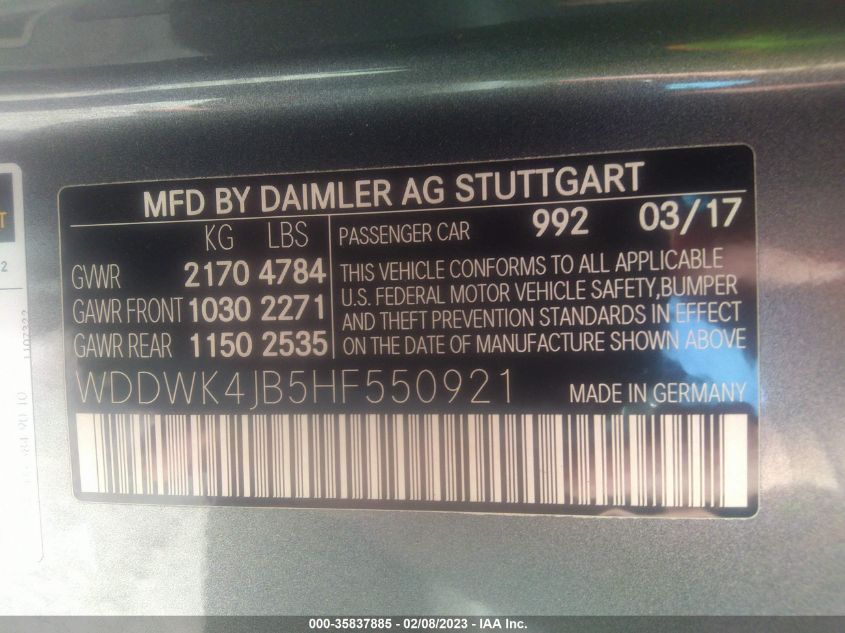 MFD BY DAIMLER AG STUTTGART
KG LBS
PASSENGER CAR 992 03/17
GVWR 2170 4784
GAWR FRONT 1030 2271
GAWR REAR 1150 2535
THIS VEHICLE CONFORMS TO ALL APPLICABLE
U.S. FEDERAL MOTOR VEHICLE SAFETY,BUMPER
AND THEFT PREVENTION STANDARDS IN EFFECT
ON THE DATE OF MANUFACTURE SHOWN ABOVE
WDDWK4JB5HF550921
MADE IN GERMANY
000-35837885 - 02/08/2023 - IAA Inc.